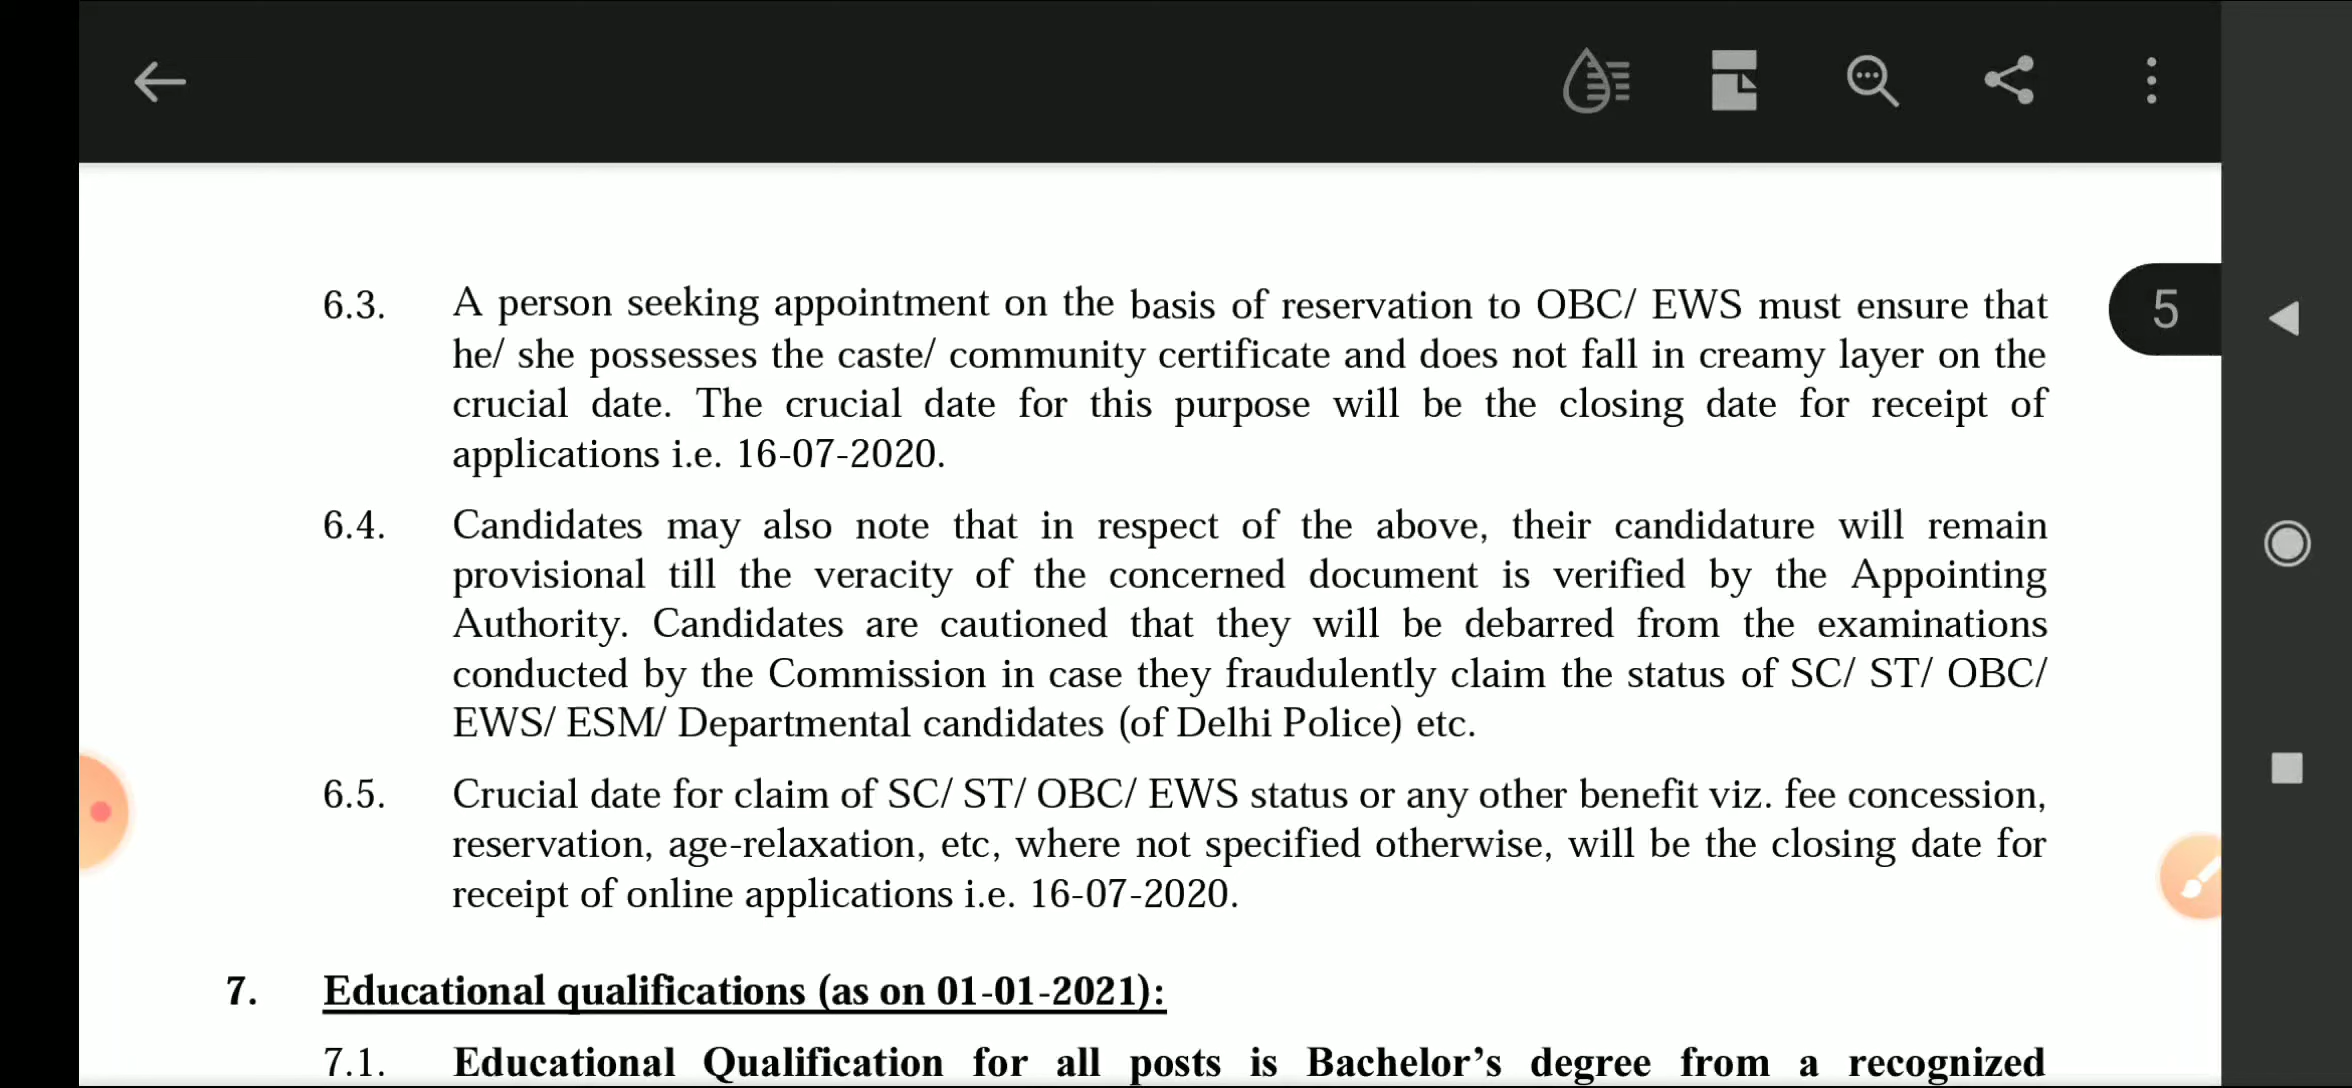 5
6.3. A person seeking appointment on the basis of reservation to OBC/ EWS must ensure that
he/ she possesses the caste/ community certificate and does not fall in creamy layer on the
crucial date. The crucial date for this purpose will be the closing date for receipt of
applications i.e. 16-07-2020.
6.4. Candidates may also note that in respect of the above, their candidature will remain
provisional till the veracity of the concerned document is verified by the Appointing
Authority. Candidates are cautioned that they will be debarred from the examinations
conducted by the Commission in case they fraudulently claim the status of SC/ ST/ OBC/
EWS/ ESM/ Departmental candidates (of Delhi Police) etc.
6.5. Crucial date for claim of SC/ ST/ OBC/ EWS status or any other benefit viz. fee concession,
reservation, age-relaxation, etc, where not specified otherwise, will be the closing date for
receipt of online applications i.e. 16-07-2020.
7. Educational qualifications (as on 01-01-2021):
7.1. Educational Qualification for all posts is Bachelor’s degree from a recognized